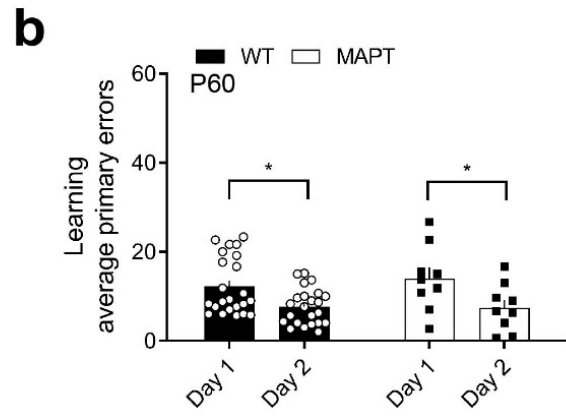 b
WT MAPT
P60
Learning
average primary errors
60
40
20
0
* *
Day 1 Day 2 Day 1 Day 2